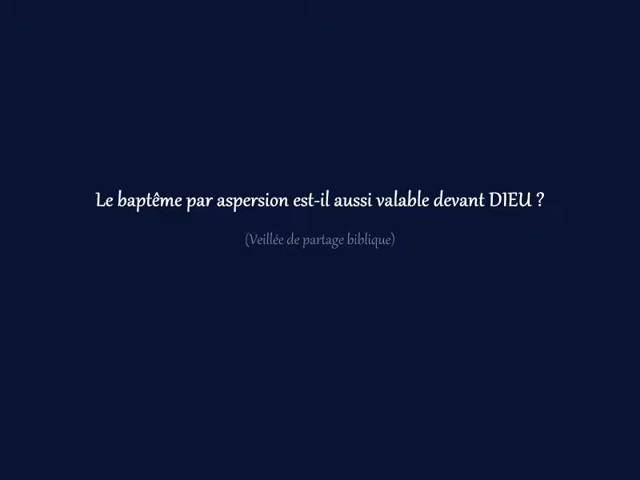 Le baptême par aspersion est-il aussi valable devant DIEU ?
(Veillée de partage biblique)